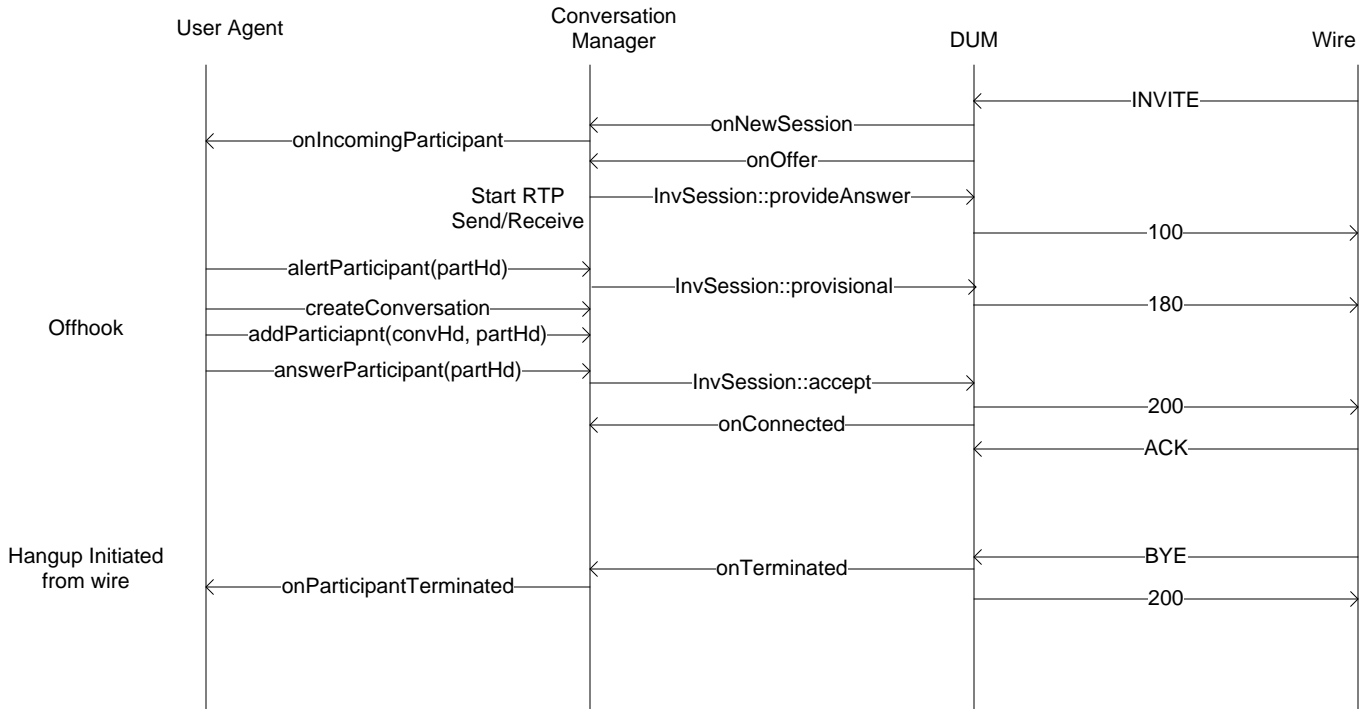 User Agent
Conversation
Manager
DUM
Wire
INVITE
onNewSession
onIncomingParticipant
onOffer
Start RTP
Send/Receive
InvSession::provideAnswer
100
alertParticipant(partHd)
InvSession::provisional
createConversation
180
Offhook
addParticiapnt(convHd, partHd)
answerParticipant(partHd)
InvSession::accept
200
onConnected
ACK
Hangup Initiated
from wire
BYE
onTerminated
onParticipantTerminated
200